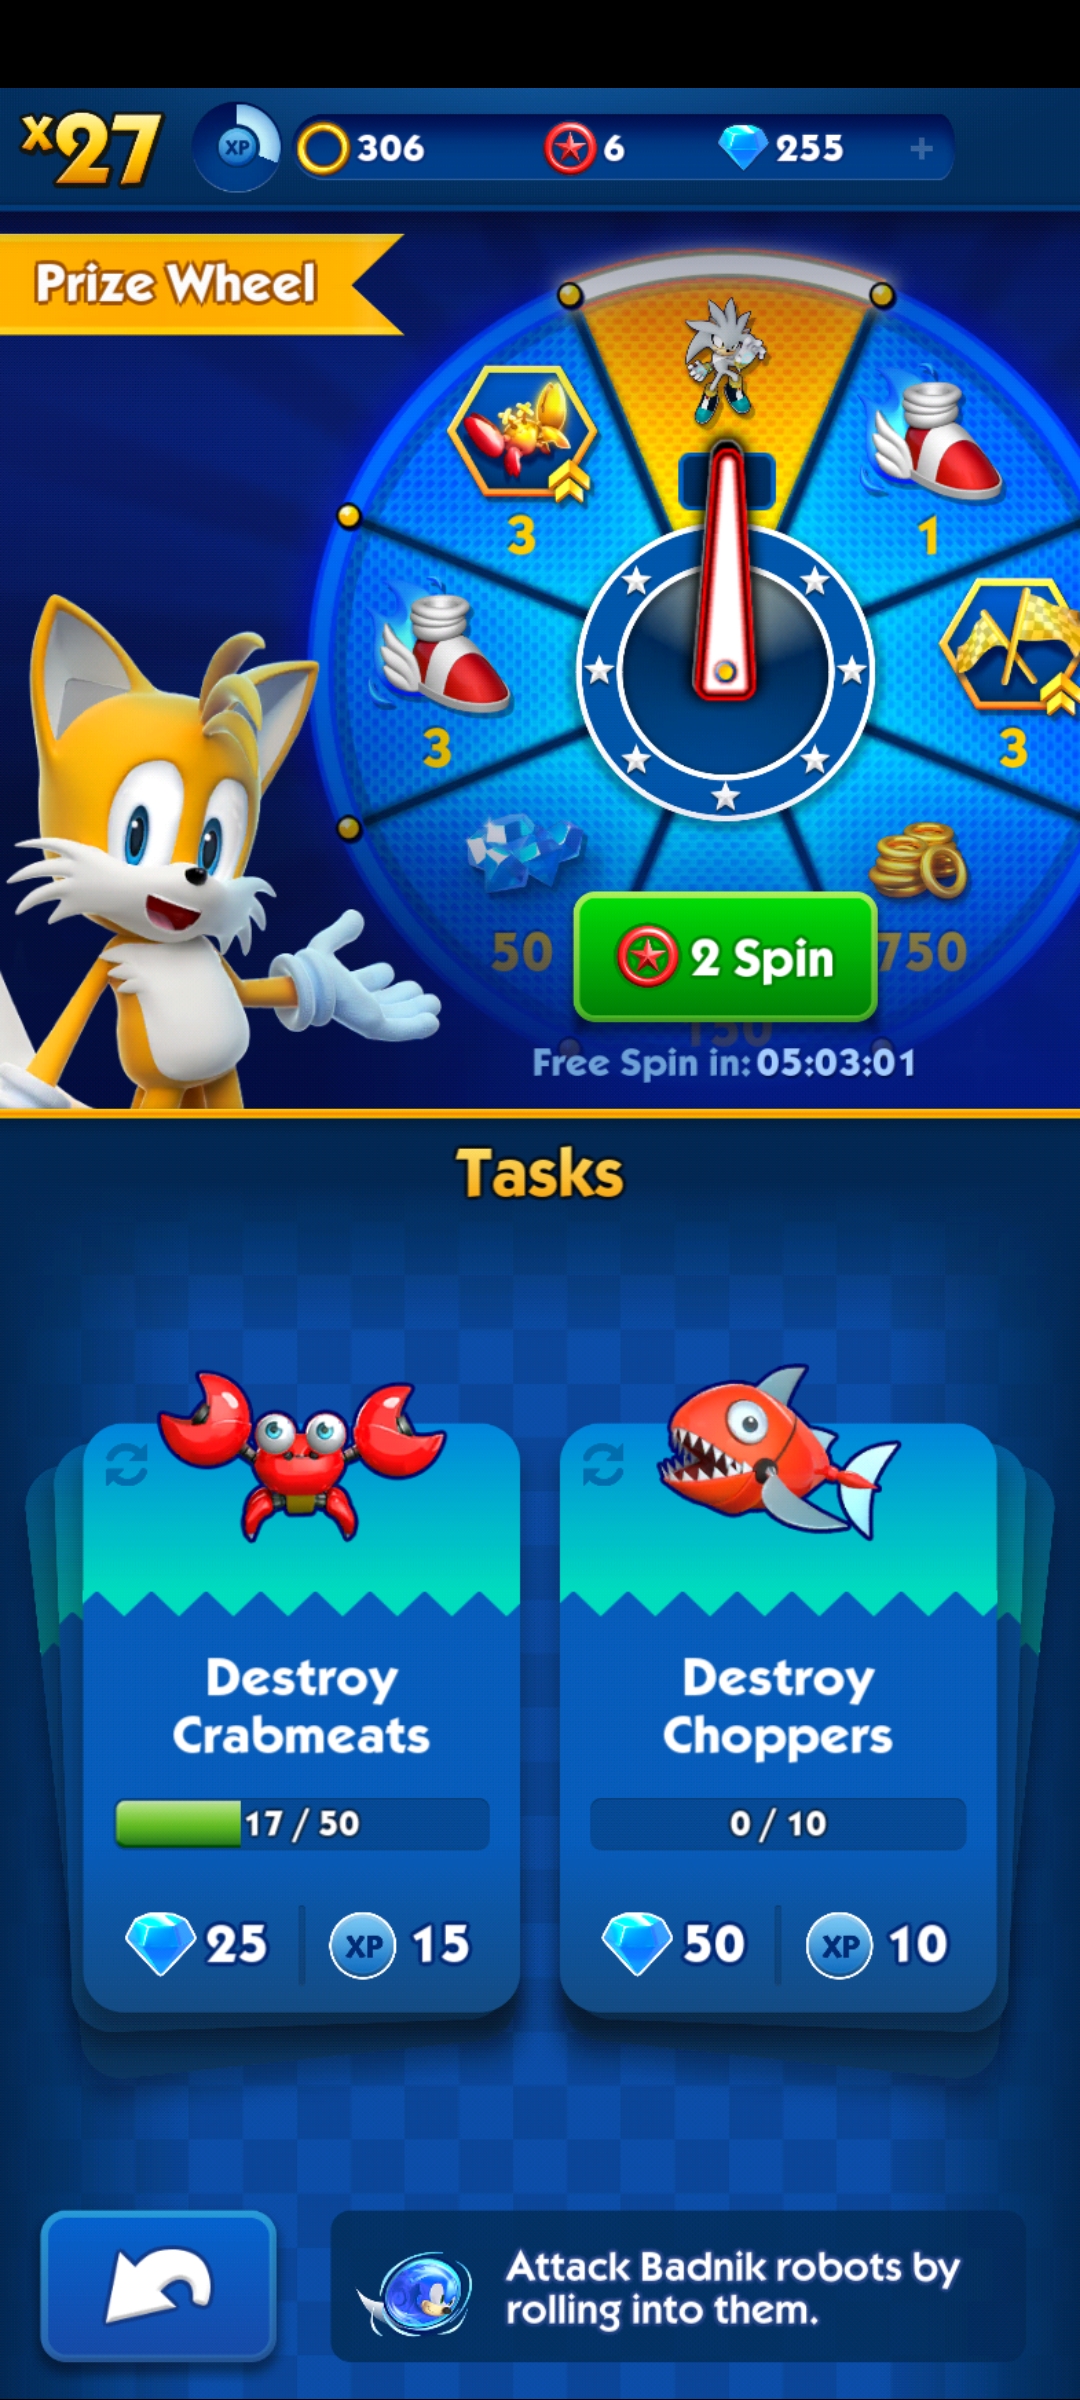 x27
XP
306
6
255
+
Prize Wheel
3
1
3
3
50
2 Spin
750
150
Free Spin in: 05:03:01
Tasks
Destroy
Crabmeats
17 / 50
25
XP
15
Destroy
Choppers
0 / 10
50
XP
10
Attack Badnik robots by
rolling into them.